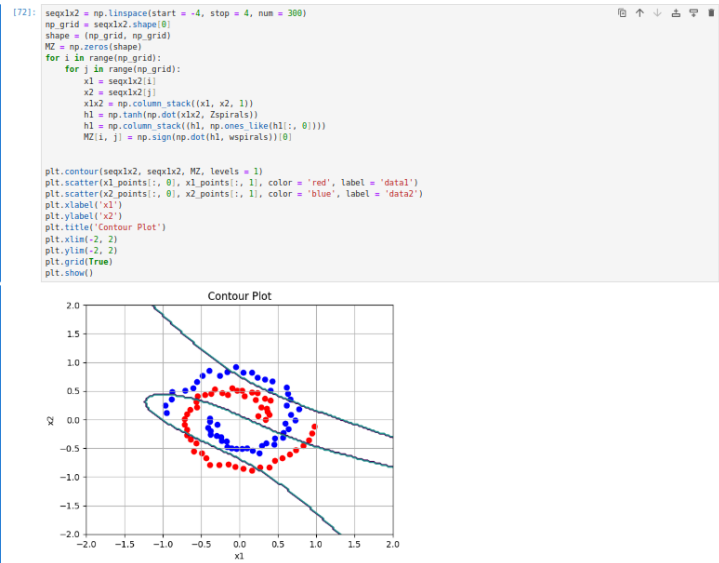 [72]: seqx1x2 = np.linspace(start = -4, stop = 4, num = 300)
np_grid = seqx1x2.shape[0]
shape = (np_grid, np_grid)
MZ = np.zeros(shape)
for i in range(np_grid):
    for j in range(np_grid):
        x1 = seqx1x2[i]
        x2 = seqx1x2[j]
        x1x2 = np.column_stack((x1, x2, 1))
        h1 = np.tanh(np.dot(x1x2, Zspirals))
        h1 = np.column_stack((h1, np.ones_like(h1[:, 0])))
        MZ[i, j] = np.sign(np.dot(h1, wspirals))[0]
plt.contour(seqx1x2, seqx1x2, MZ, levels = 1)
plt.scatter(x1_points[:, 0], x1_points[:, 1], color = 'red', label = 'data1')
plt.scatter(x2_points[:, 0], x2_points[:, 1], color = 'blue', label = 'data2')
plt.xlabel('x1')
plt.ylabel('x2')
plt.title('Contour Plot')
plt.xlim(-2, 2)
plt.ylim(-2, 2)
plt.grid(True)
plt.show()
Contour Plot
2.0
1.5
1.0
0.5
0.0
−0.5
−1.0
−1.5
−2.0
x2
−2.0 −1.5 −1.0 −0.5 0.0 0.5 1.0 1.5 2.0
x1